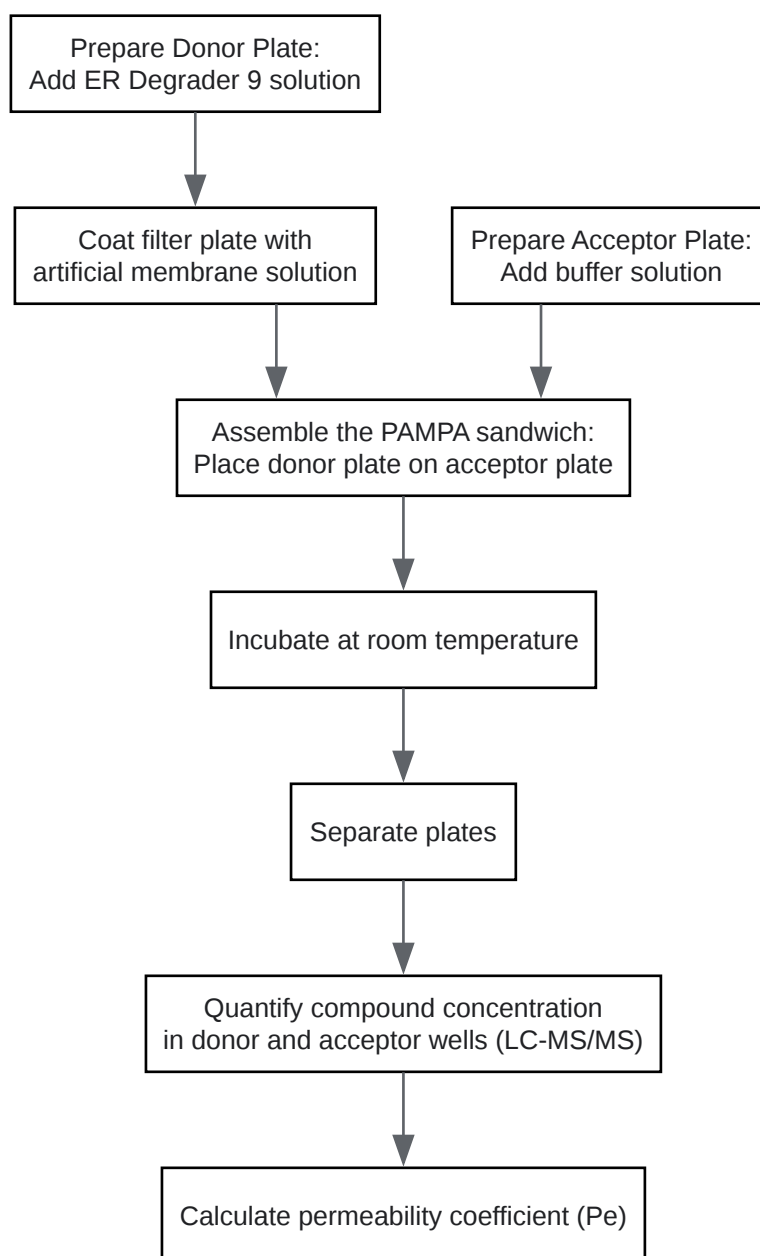 Prepare Donor Plate:
Add ER Degrader 9 solution
Coat filter plate with
artificial membrane solution
Prepare Acceptor Plate:
Add buffer solution
Assemble the PAMPA sandwich:
Place donor plate on acceptor plate
Incubate at room temperature
Separate plates
Quantify compound concentration
in donor and acceptor wells (LC-MS/MS)
Calculate permeability coefficient (Pe)